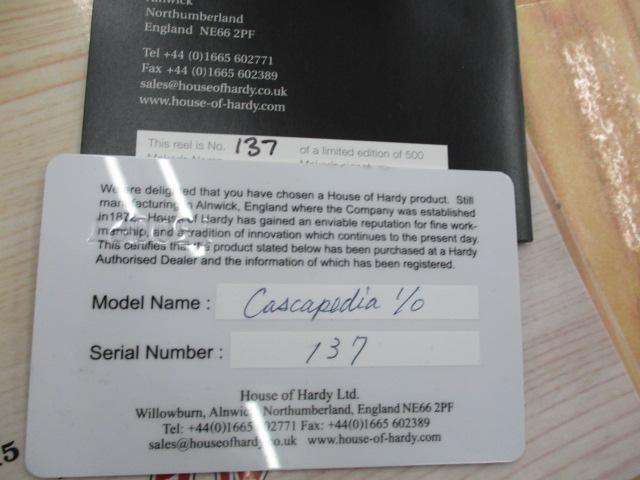 Alnwick
Northumberland
England NE66 2PF
Tel +44 (0)1665 602771
Fax +44 (0)1665 602389
sales@houseofhardy.co.uk
www.house-of-hardy.com
This reel is No. 137 of a limited edition of 500
We are delighted that you have chosen a House of Hardy product. Still
manufacturing in Alnwick, England where the Company was established
in 1872, House of Hardy has gained an enviable reputation for fine work-
manship, and a tradition of innovation which continues to the present day.
This certifies that the product stated below has been purchased at a Hardy
Authorised Dealer and the information of which has been registered.
Model Name : Cascapedia 1/0
Serial Number : 137
House of Hardy Ltd.
Willowburn, Alnwick, Northumberland, England NE66 2PF
Tel: +44(0)1665 602771 Fax: +44(0)1665 602389
sales@houseofhardy.co.uk www.house-of-hardy.com
15